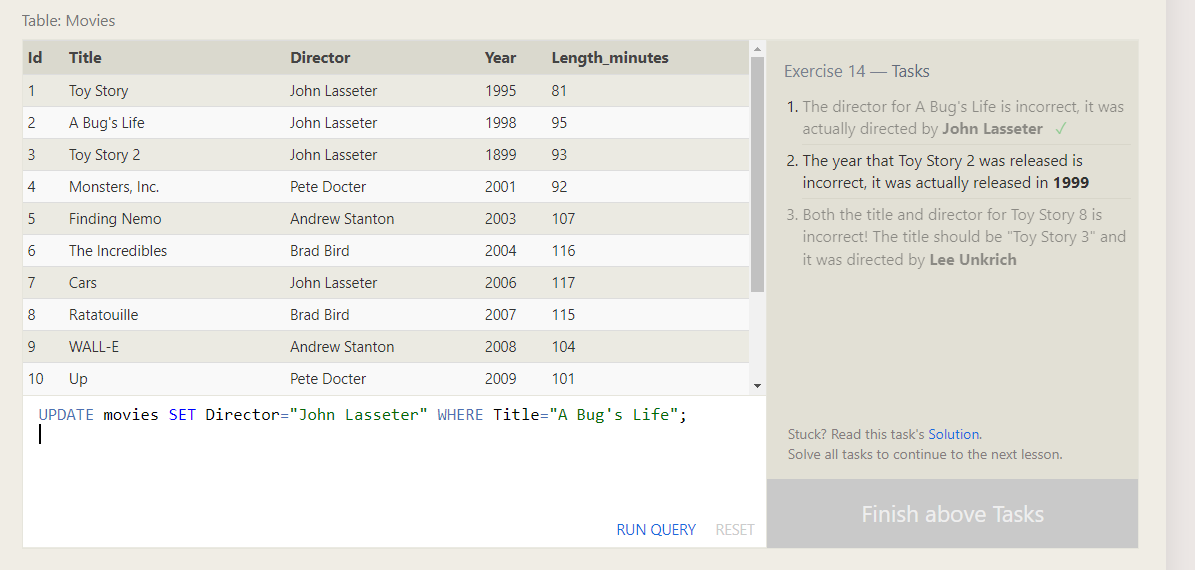 Table: Movies
Id Title Director Year Length_minutes
1 Toy Story John Lasseter 1995 81
2 A Bug's Life John Lasseter 1998 95
3 Toy Story 2 John Lasseter 1899 93
4 Monsters, Inc. Pete Docter 2001 92
5 Finding Nemo Andrew Stanton 2003 107
6 The Incredibles Brad Bird 2004 116
7 Cars John Lasseter 2006 117
8 Ratatouille Brad Bird 2007 115
9 WALL-E Andrew Stanton 2008 104
10 Up Pete Docter 2009 101
UPDATE movies SET Director="John Lasseter" WHERE Title="A Bug's Life";
RUN QUERY RESET
Exercise 14 — Tasks
1. The director for A Bug's Life is incorrect, it was
actually directed by John Lasseter ✓
2. The year that Toy Story 2 was released is
incorrect, it was actually released in 1999
3. Both the title and director for Toy Story 8 is
incorrect! The title should be "Toy Story 3" and
it was directed by Lee Unkrich
Stuck? Read this task's Solution.
Solve all tasks to continue to the next lesson.
Finish above Tasks